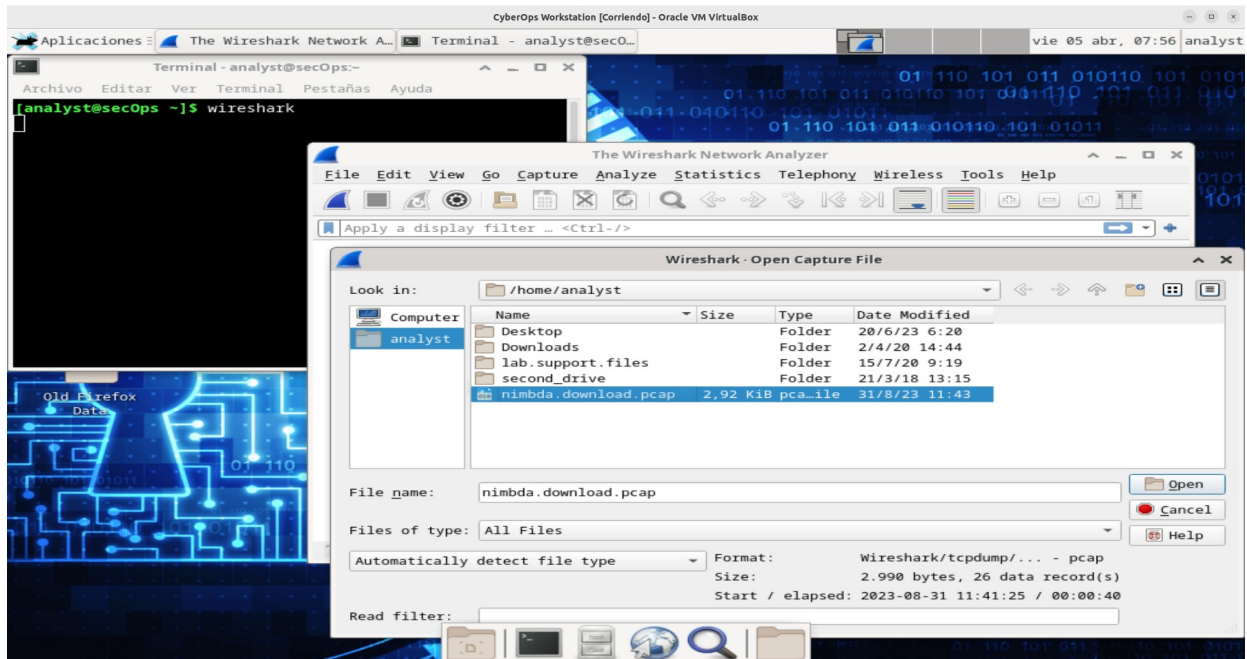 CyberOps Workstation [Corriendo] - Oracle VM VirtualBox
Aplicaciones The Wireshark Network A… Terminal - analyst@secO… vie 05 abr, 07:56 analyst
Terminal - analyst@secOps:~
Archivo Editar Ver Terminal Pestañas Ayuda
[analyst@secOps ~]$ wireshark
The Wireshark Network Analyzer
File Edit View Go Capture Analyze Statistics Telephony Wireless Tools Help
Apply a display filter … <Ctrl-/>
Wireshark · Open Capture File
Look in: /home/analyst
Computer
analyst
Name Size Type Date Modified
Desktop Folder 20/6/23 6:20
Downloads Folder 2/4/20 14:44
lab.support.files Folder 15/7/20 9:19
second_drive Folder 21/3/18 13:15
nimbda.download.pcap 2,92 KiB pca…ile 31/8/23 11:43
Old Firefox
Data
File name: nimbda.download.pcap
Open
Cancel
Files of type: All Files
Help
Automatically detect file type
Format: Wireshark/tcpdump/... - pcap
Size: 2.990 bytes, 26 data record(s)
Start / elapsed: 2023-08-31 11:41:25 / 00:00:40
Read filter: